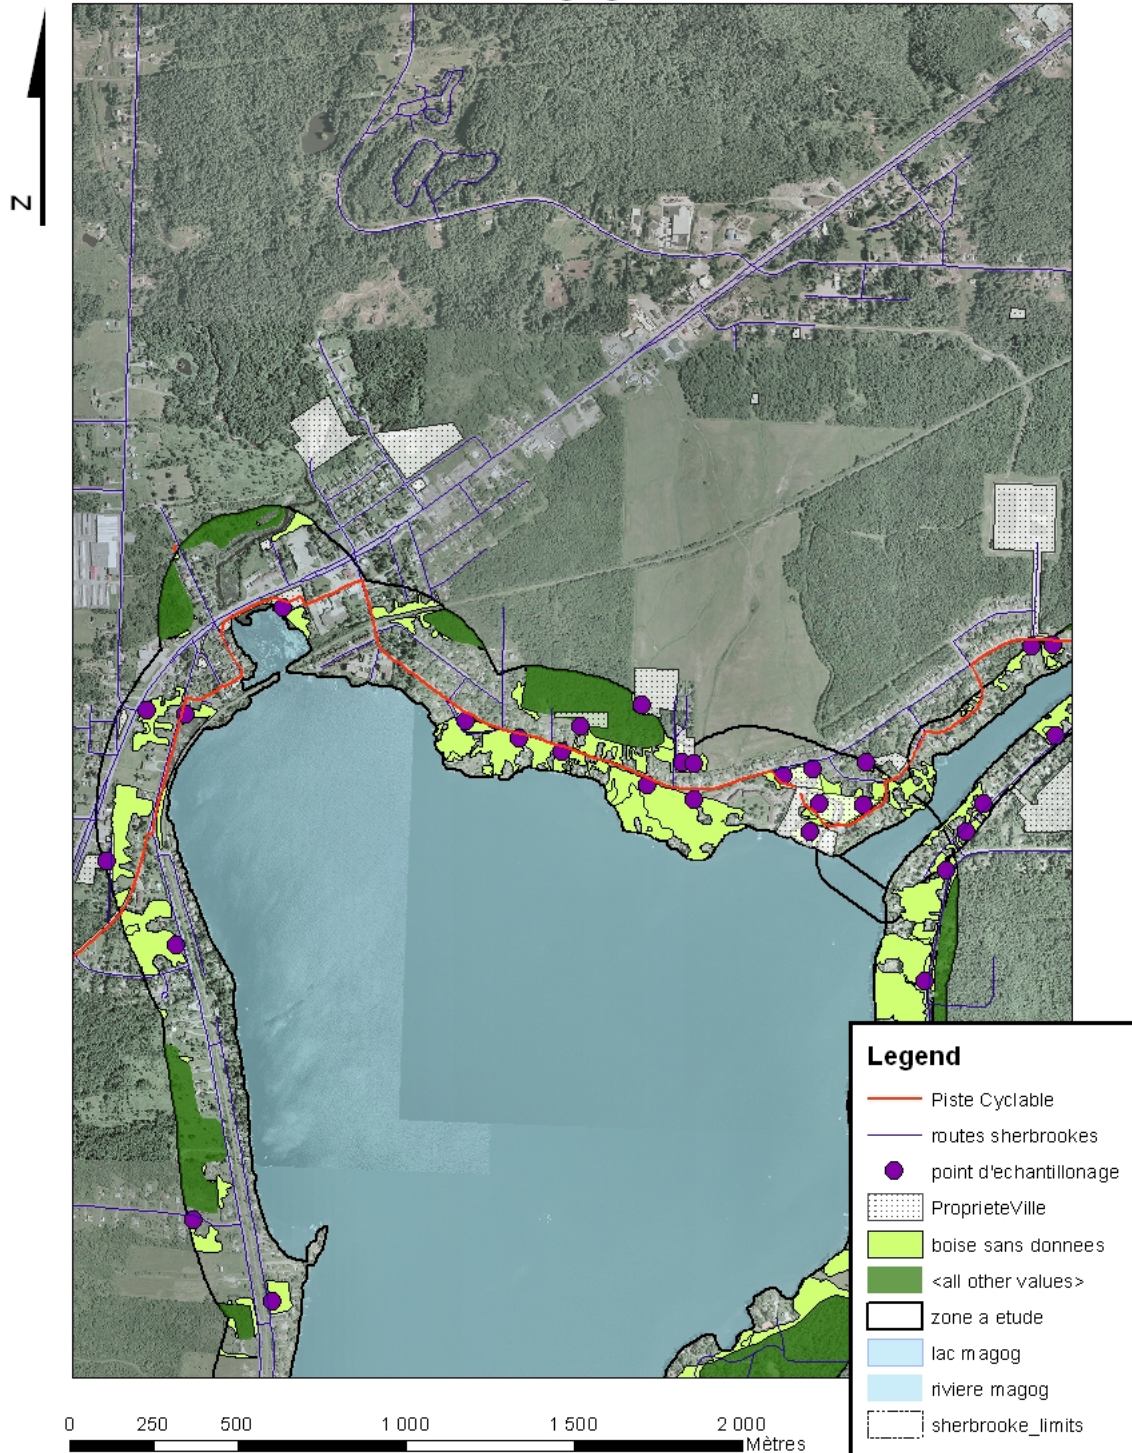 N
Legend
Piste Cyclable
routes sherbrookes
point d'echantillonage
ProprieteVille
boise sans donnees
<all other values>
zone a etude
lac magog
riviere magog
sherbrooke_limits
0 250 500 1 000 1 500 2 000
Mètres